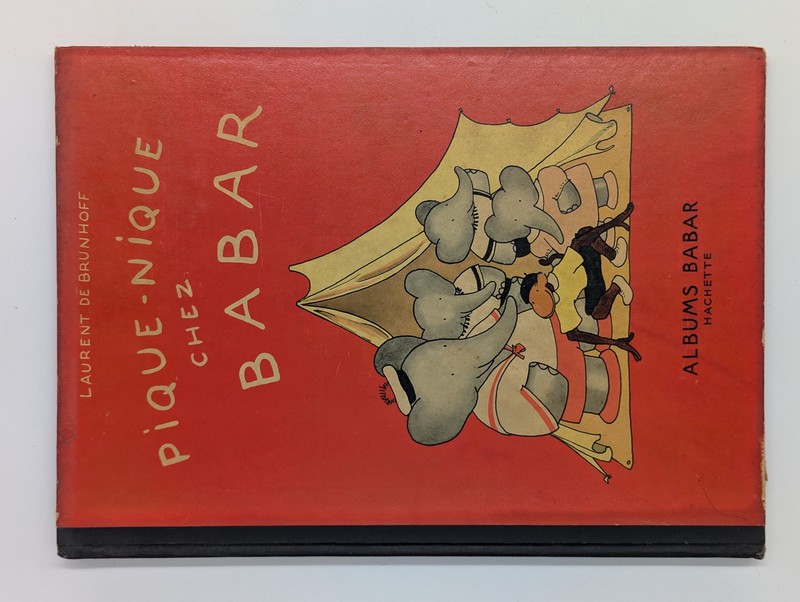 LAURENT DE BRUNHOFF
PiQUE-NiQUE
CHEZ
BABAR
ALBUMS BABAR
HACHETTE